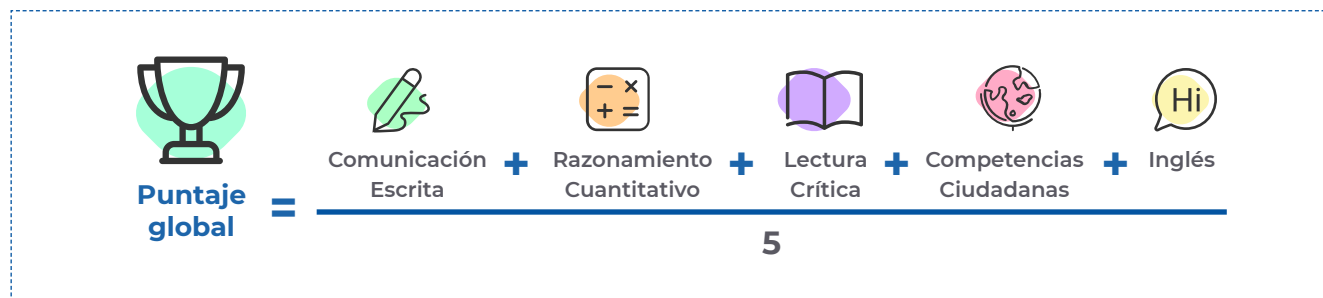 Puntaje
global
=
Comunicación
Escrita
+
Razonamiento
Cuantitativo
+
Lectura
Crítica
+
Competencias
Ciudadanas
+
Hi
Inglés
5